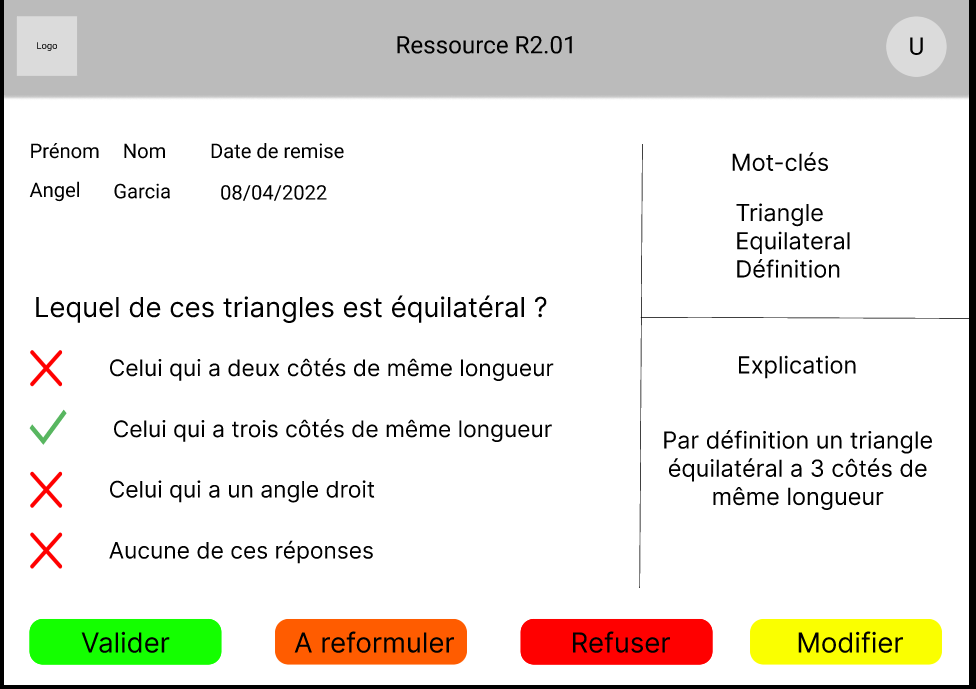 Logo
Ressource R2.01
U
Prénom Nom Date de remise
Angel Garcia 08/04/2022
Lequel de ces triangles est équilatéral ?
Celui qui a deux côtés de même longueur
Celui qui a trois côtés de même longueur
Celui qui a un angle droit
Aucune de ces réponses
Mot-clés
Triangle
Equilateral
Définition
Explication
Par définition un triangle
équilatéral a 3 côtés de
même longueur
Valider
A reformuler
Refuser
Modifier